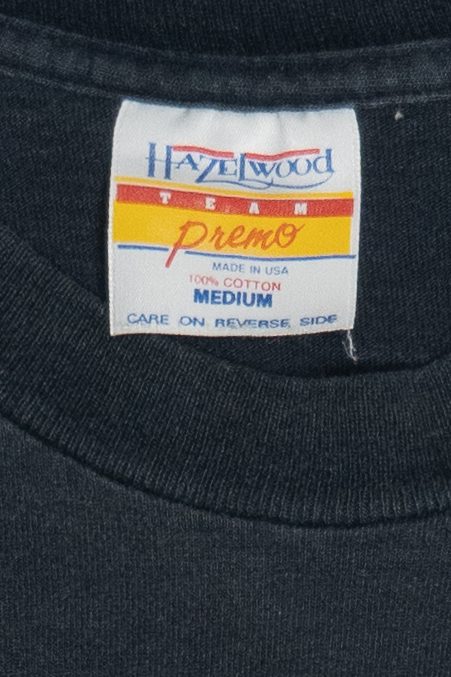 HAZELWOOD
TEAM
premo
MADE IN USA
100% COTTON
MEDIUM
CARE ON REVERSE SIDE